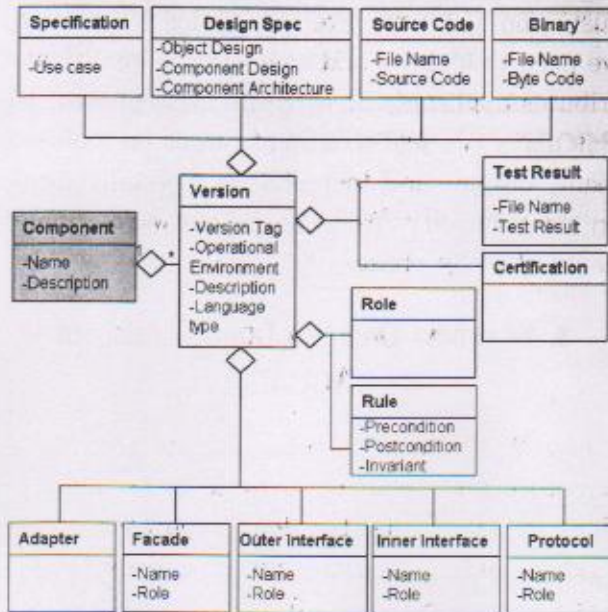 Specification
-Use case
Design Spec
-Object Design
-Component Design
-Component Architecture
Source Code
-File Name
-Source Code
Binary
-File Name
-Byte Code
Component
-Name
-Description
*
Version
-Version Tag
-Operational
Environment
-Description
-Language
type
Test Result
-File Name
-Test Result
Certification
Role
Rule
-Precondition
-Postcondition
-Invariant
Adapter
Facade
-Name
-Role
Outer Interface
-Name
-Role
Inner Interface
-Name
-Role
Protocol
-Name
-Role